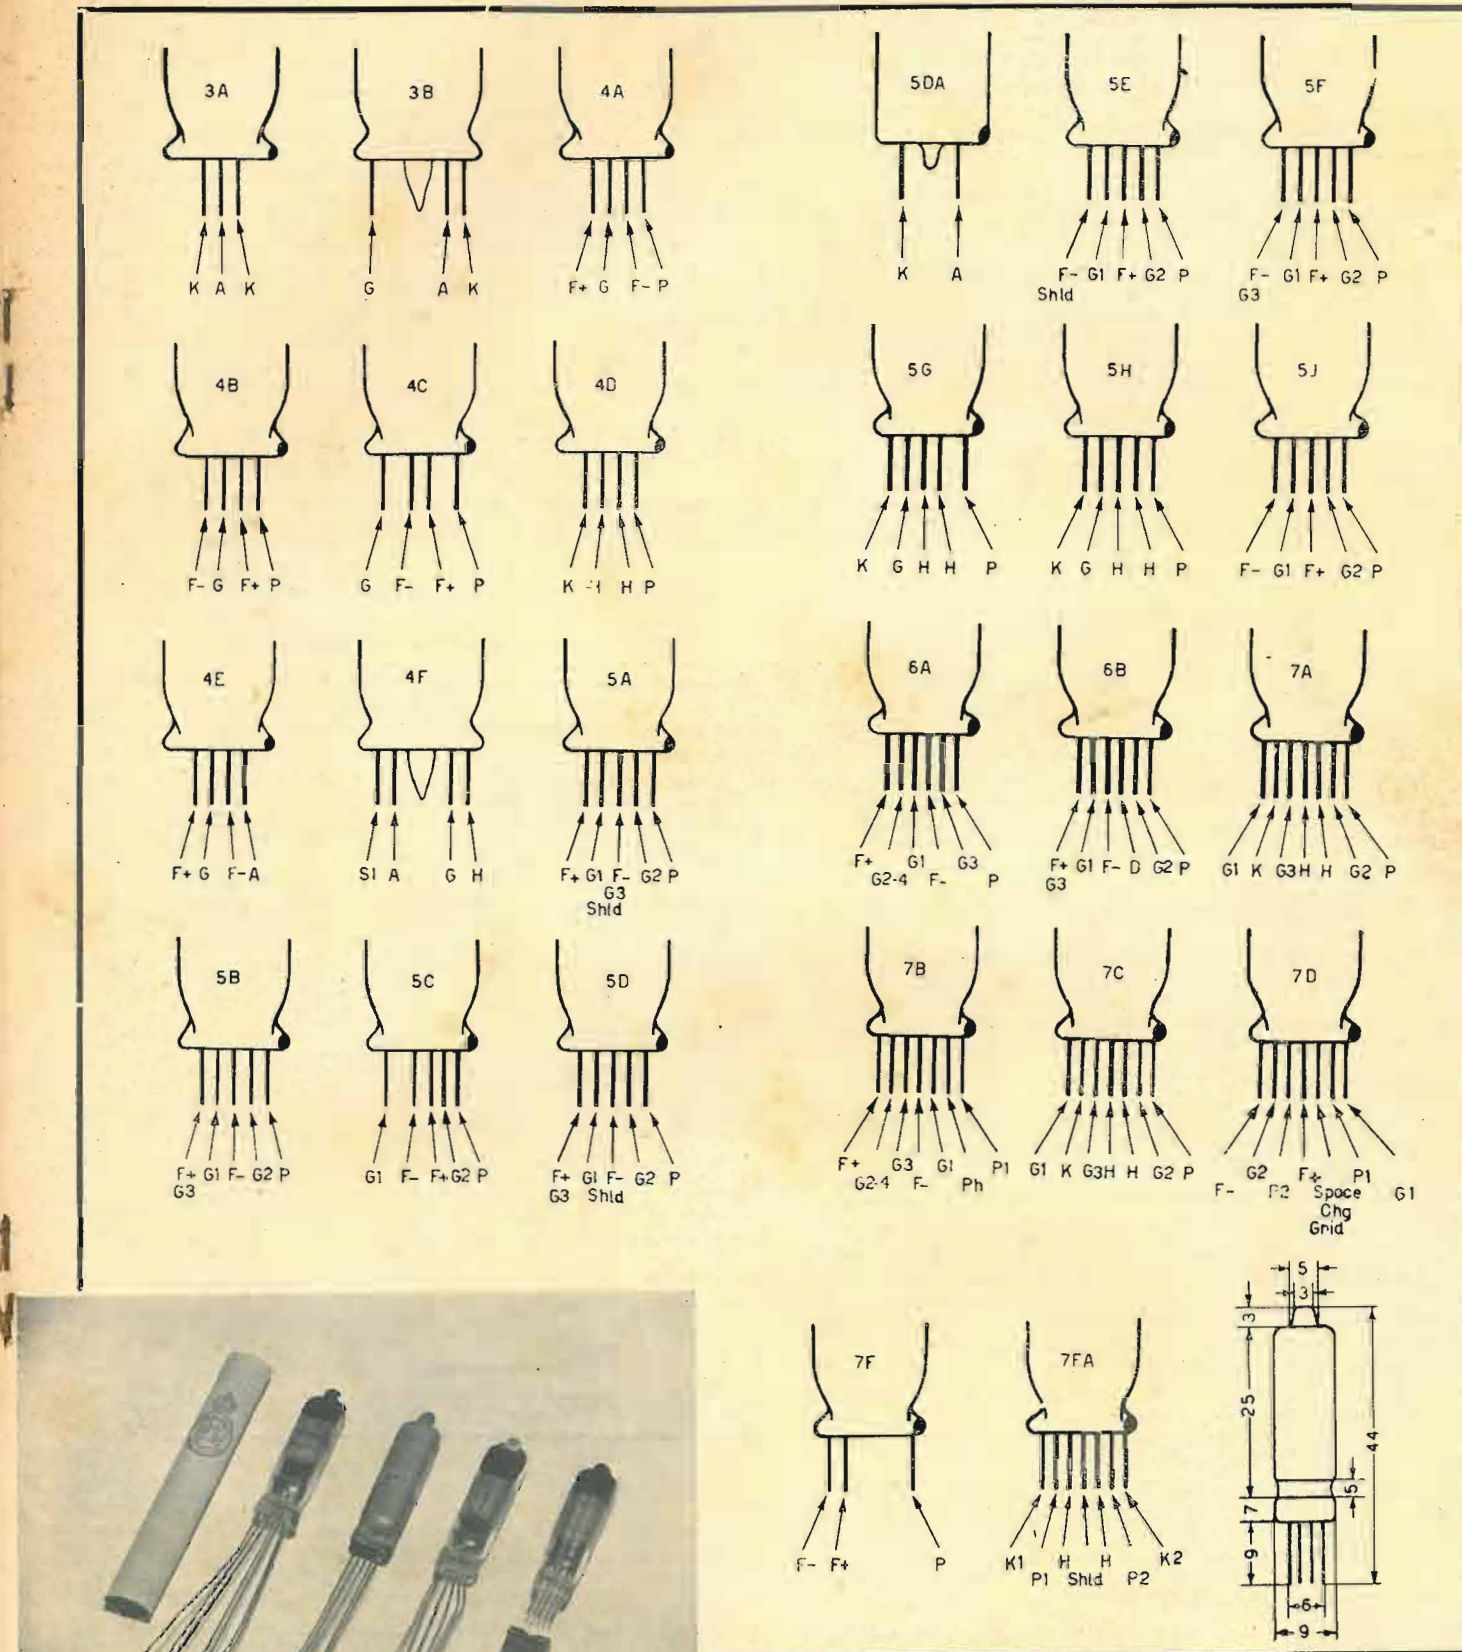 3A
K A K
3B
G A K
4A
F+ G F- P
4B
F- G F+ P
4C
G F- F+ P
4D
K H P
4E
F+ G F- A
4F
S1 A G H
5A
F+ G1 F- G2 P
G3
Shld
5B
F+ G1 F- G2 P
G3
5C
G1 F- F+ G2 P
5D
F+ G1 F- G2 P
G3 Shld
5DA
K A
5E
F- G1 F+ G2 P
Shld
5F
F- G1 F+ G2 P
G3
5G
K G H H P
5H
K G H H P
5J
F- G1 F+ G2 P
6A
F+ G1 G3
G2-4 F- P
6B
F+ G1 F- D G2 P
G3
7A
G1 K G3 H H G2 P
7B
F+ G3 G1 P1
G2-4 F- Ph
7C
G1 K G3 H H G2 P
7D
G2 F+ P1
F- P2 Space G1
Chg
Grid
7F
F- F+ P
7FA
K1 H H K2
P1 Shld P2
5
3
3
25
44
5
7
9
6
9